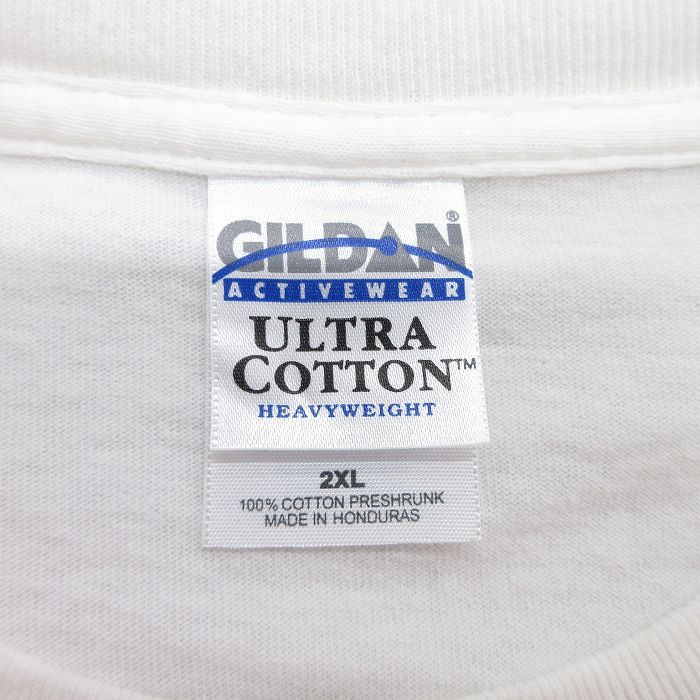 GILDAN®
ACTIVEWEAR
ULTRA
COTTON™
HEAVYWEIGHT
2XL
100% COTTON PRESHRUNK
MADE IN HONDURAS